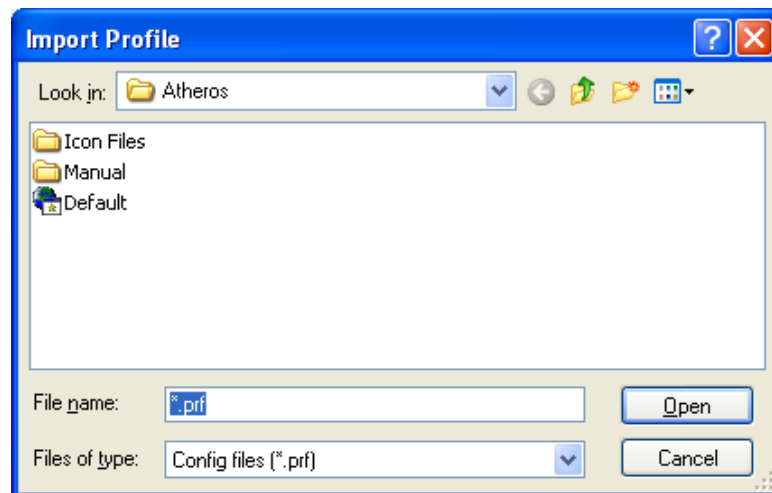 Import Profile
Look in: Atheros
Icon Files
Manual
Default
File name: *.prf Open
Files of type: Config files (*.prf) Cancel